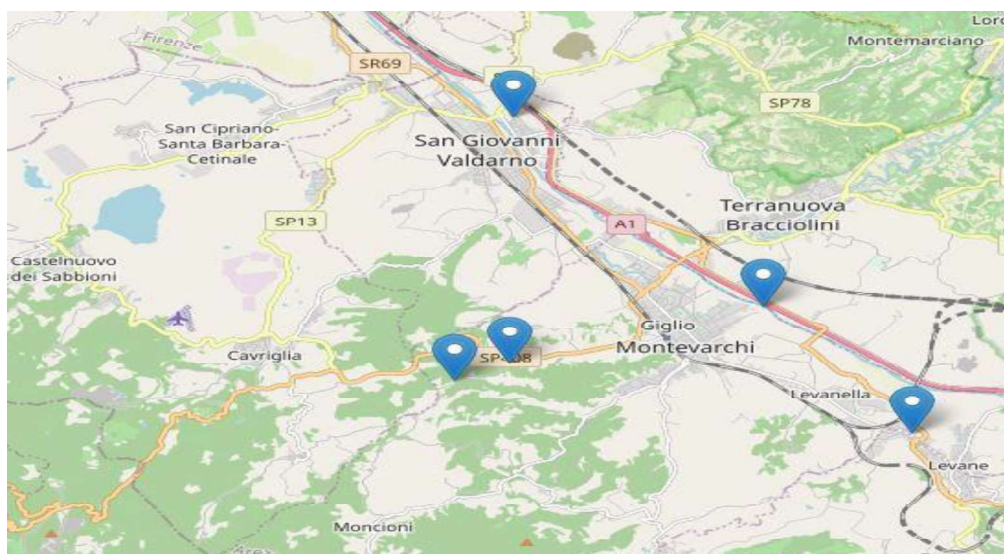 Loro
Montemarciano
Firenze
SR69
SP78
San Cipriano-
Santa Barbara-
Cetinale
San Giovanni
Valdarno
Terranuova
Bracciolini
SP13
A1
Castelnuovo
dei Sabbioni
Giglio
Montevarchi
Cavriglia
Levanella
Levane
Moncioni